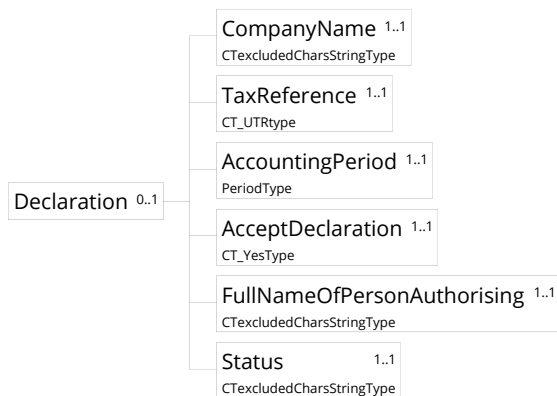 CompanyName 1..1
CTexcludedCharsStringType
TaxReference 1..1
CT_UTRtype
AccountingPeriod 1..1
PeriodType
Declaration 0..1
AcceptDeclaration 1..1
CT_YesType
FullNameOfPersonAuthorising 1..1
CTexcludedCharsStringType
Status 1..1
CTexcludedCharsStringType